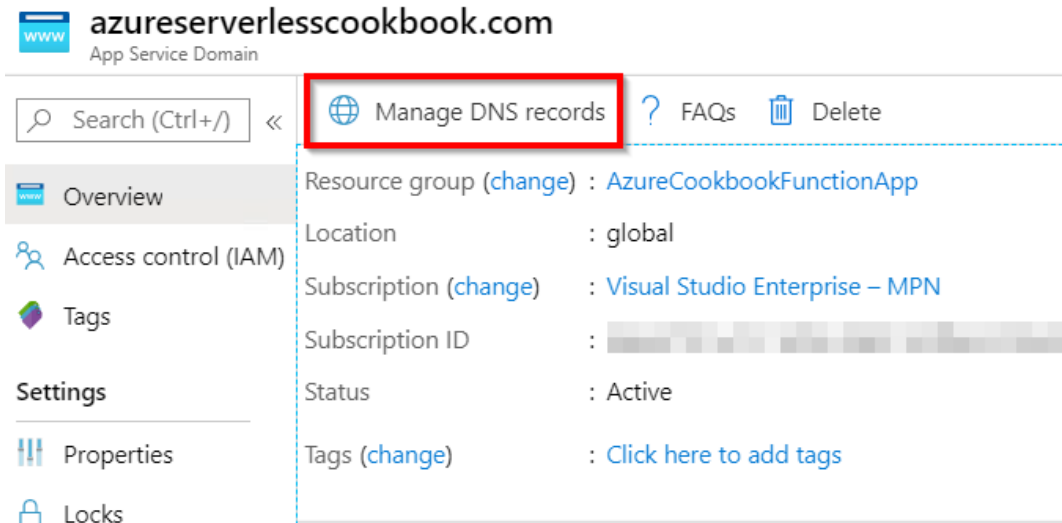 www
azureserverlesscookbook.com
App Service Domain
Search (Ctrl+/)
«
Manage DNS records
? FAQs
Delete
www
Overview
Access control (IAM)
Tags
Settings
Properties
Locks
Resource group (change) : AzureCookbookFunctionApp
Location : global
Subscription (change) : Visual Studio Enterprise – MPN
Subscription ID :
Status : Active
Tags (change) : Click here to add tags